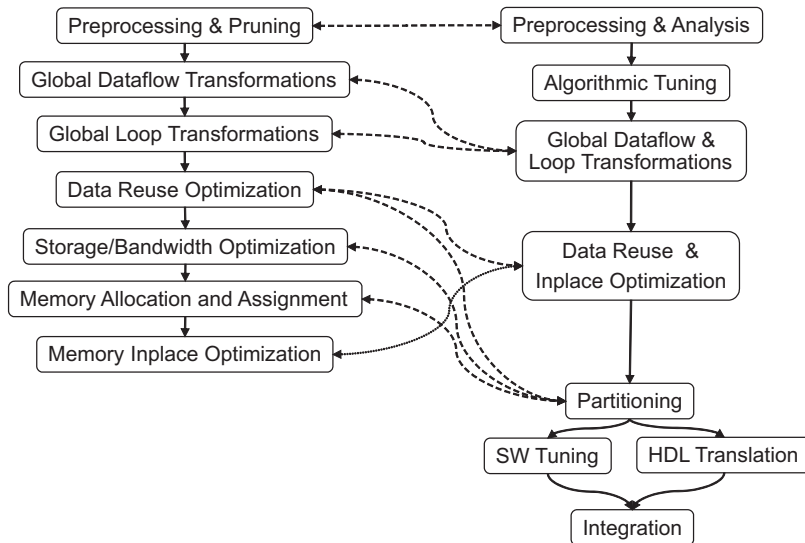 Preprocessing & Pruning
Global Dataflow Transformations
Global Loop Transformations
Data Reuse Optimization
Storage/Bandwidth Optimization
Memory Allocation and Assignment
Memory Inplace Optimization
Preprocessing & Analysis
Algorithmic Tuning
Global Dataflow &
Loop Transformations
Data Reuse &
Inplace Optimization
Partitioning
SW Tuning
HDL Translation
Integration